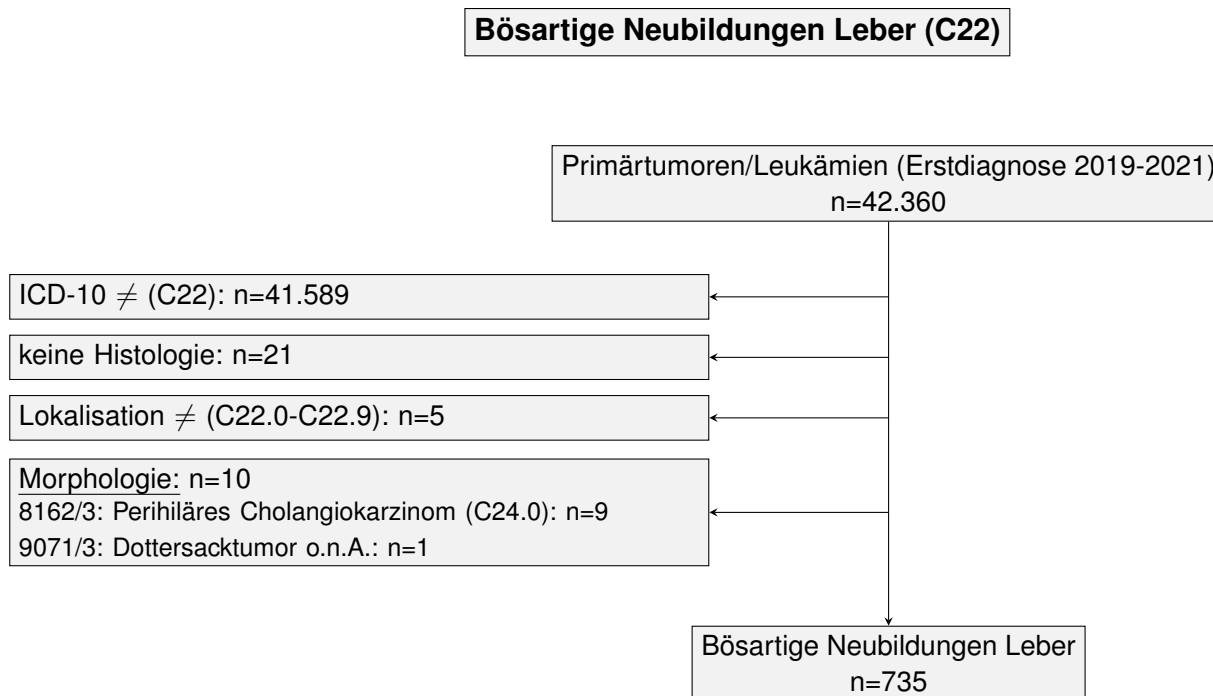 Bösartige Neubildungen Leber (C22)
Primärtumoren/Leukämien (Erstdiagnose 2019-2021)
n=42.360
ICD-10 ≠ (C22): n=41.589
keine Histologie: n=21
Lokalisation ≠ (C22.0-C22.9): n=5
Morphologie: n=10
8162/3: Perihiläres Cholangiokarzinom (C24.0): n=9
9071/3: Dottersacktumor o.n.A.: n=1
Bösartige Neubildungen Leber
n=735